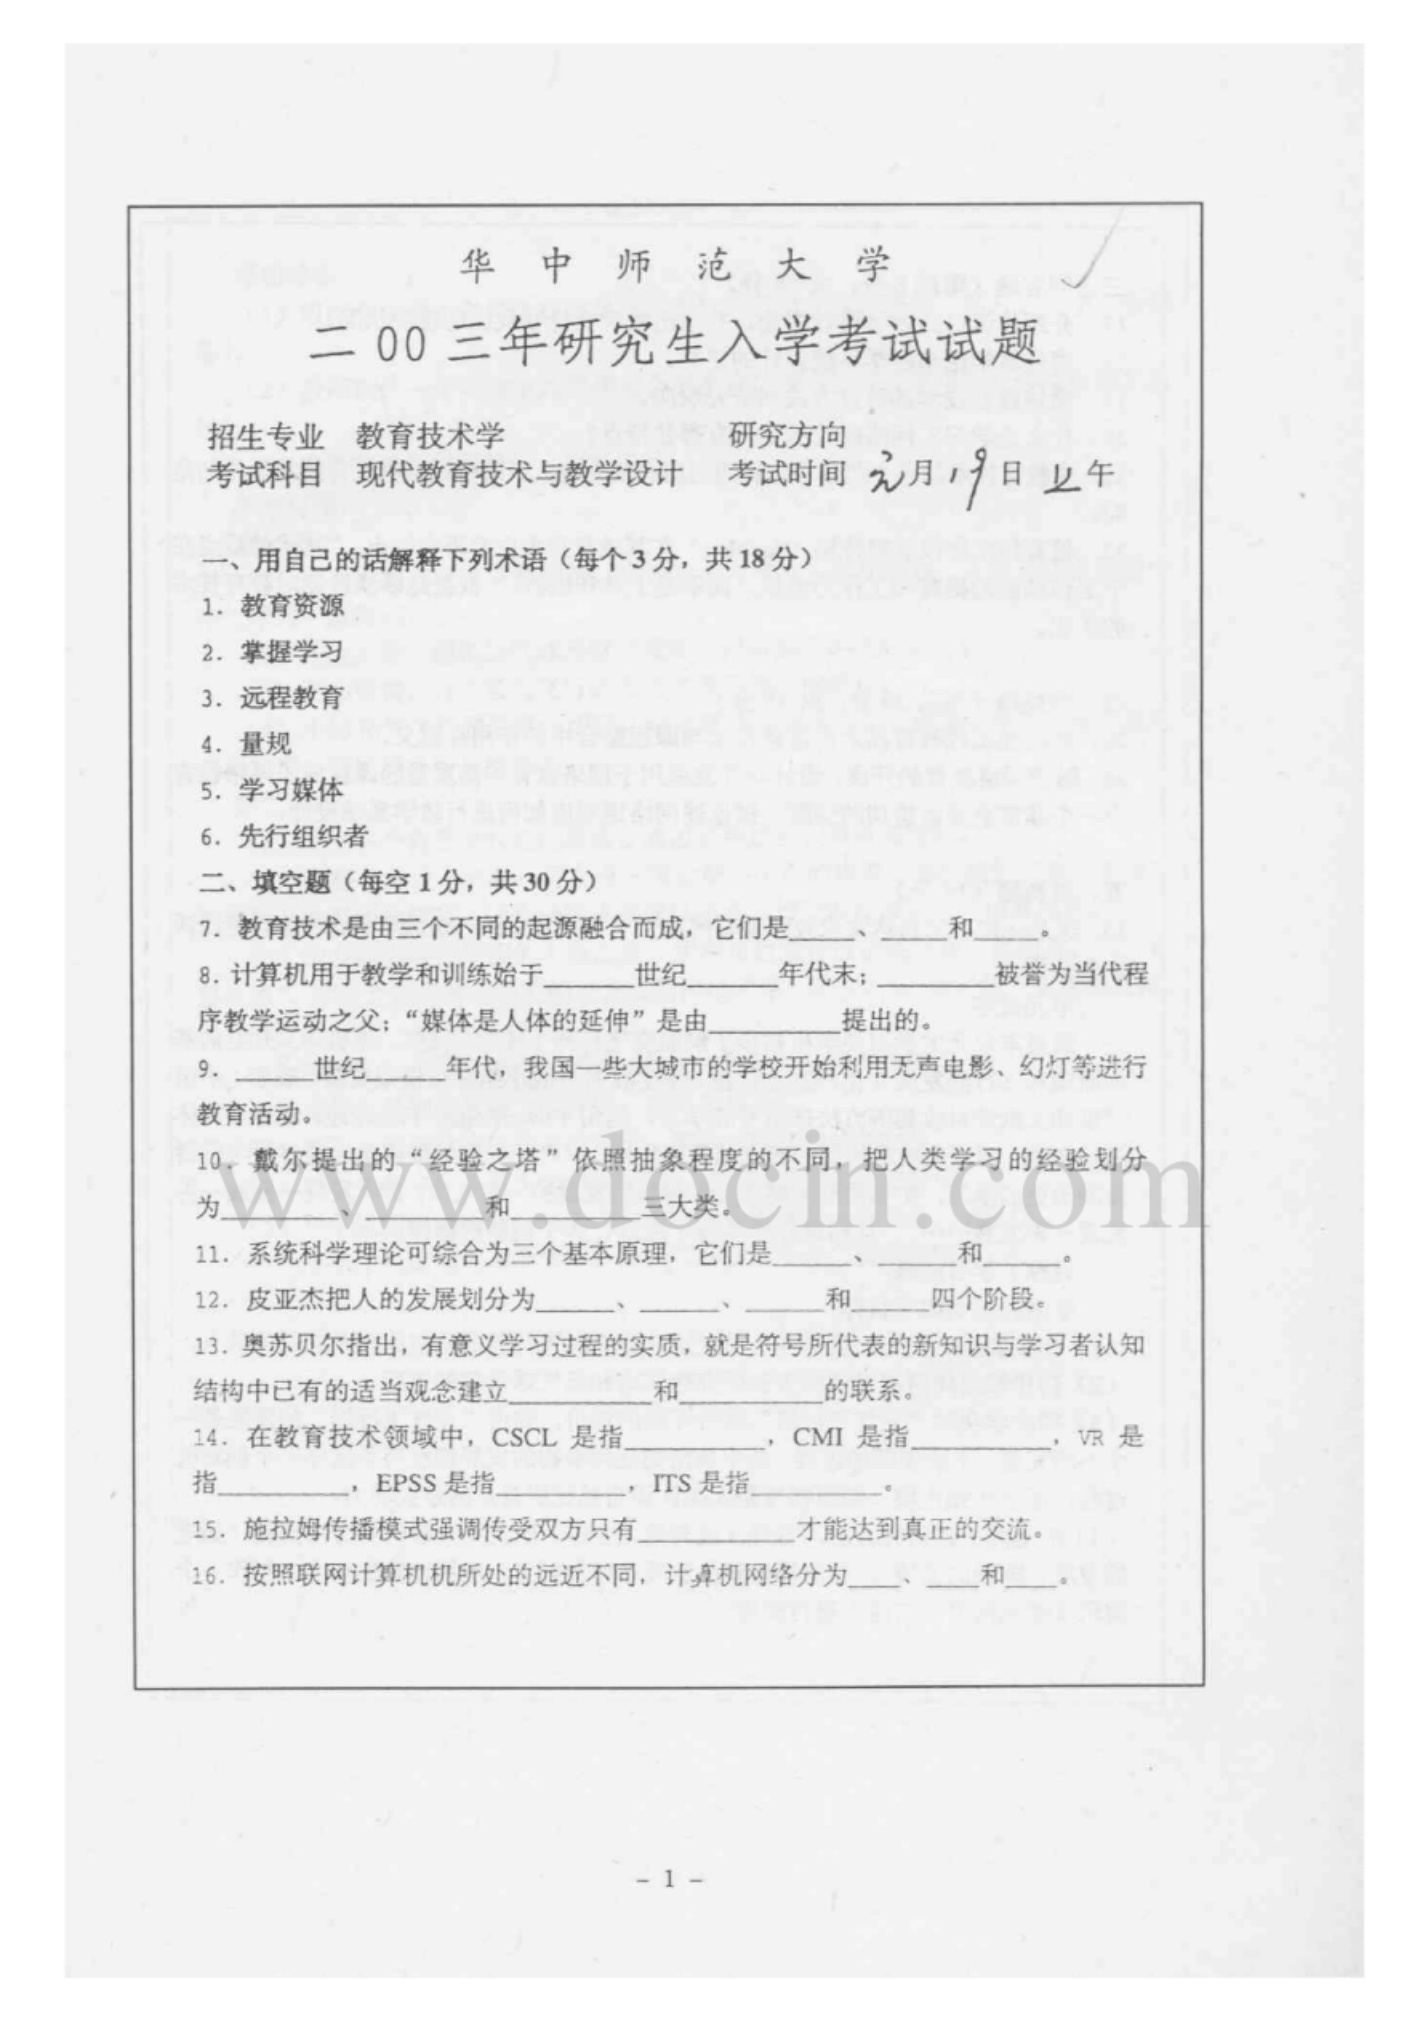 华中师范大学
二00三年研究生入学考试试题
招生专业 教育技术学 研究方向
考试科目 现代教育技术与教学设计 考试时间 元月19日上午
一、用自己的话解释下列术语（每个3分，共18分）
1. 教育资源
2. 掌握学习
3. 远程教育
4. 量规
5. 学习媒体
6. 先行组织者
二、填空题（每空1分，共30分）
7. 教育技术是由三个不同的起源融合而成，它们是_____、_____和_____。
8. 计算机用于教学和训练始于_______世纪_______年代末；_________被誉为当代程
序教学运动之父；“媒体是人体的延伸”是由__________提出的。
9. ______世纪______年代，我国一些大城市的学校开始利用无声电影、幻灯等进行
教育活动。
10. 戴尔提出的“经验之塔”依照抽象程度的不同，把人类学习的经验划分
为_________、_________和__________三大类。
11. 系统科学理论可综合为三个基本原理，它们是______、______和______。
12. 皮亚杰把人的发展划分为______、______、______和______四个阶段。
13. 奥苏贝尔指出，有意义学习过程的实质，就是符号所代表的新知识与学习者认知
结构中已有的适当观念建立___________和___________的联系。
14. 在教育技术领域中，CSCL 是指___________，CMI 是指___________，VR 是
指__________，EPSS 是指__________，ITS 是指__________。
15. 施拉姆传播模式强调传受双方只有____________才能达到真正的交流。
16. 按照联网计算机机所处的远近不同，计算机网络分为____、____和____。
www.docin.com
- 1 -